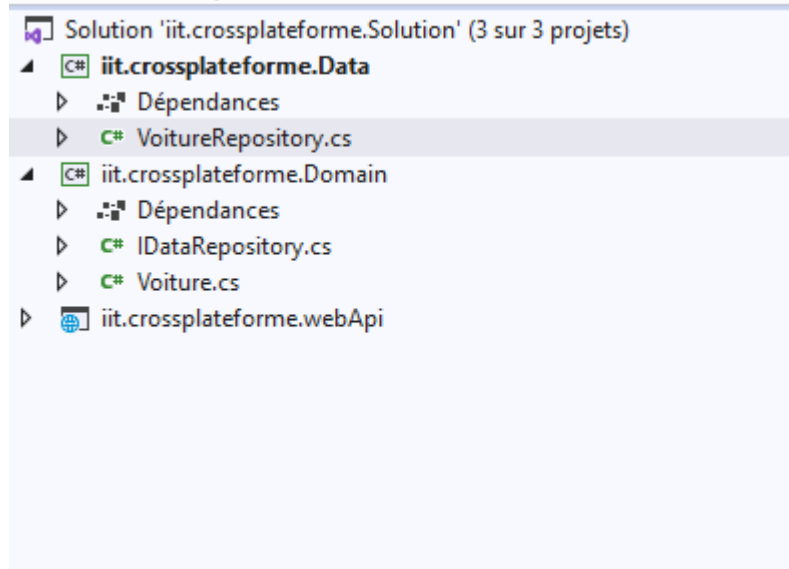 Solution 'iit.crossplateforme.Solution' (3 sur 3 projets)
C# iit.crossplateforme.Data
Dépendances
C# VoitureRepository.cs
C# iit.crossplateforme.Domain
Dépendances
C# IDataRepository.cs
C# Voiture.cs
iit.crossplateforme.webApi